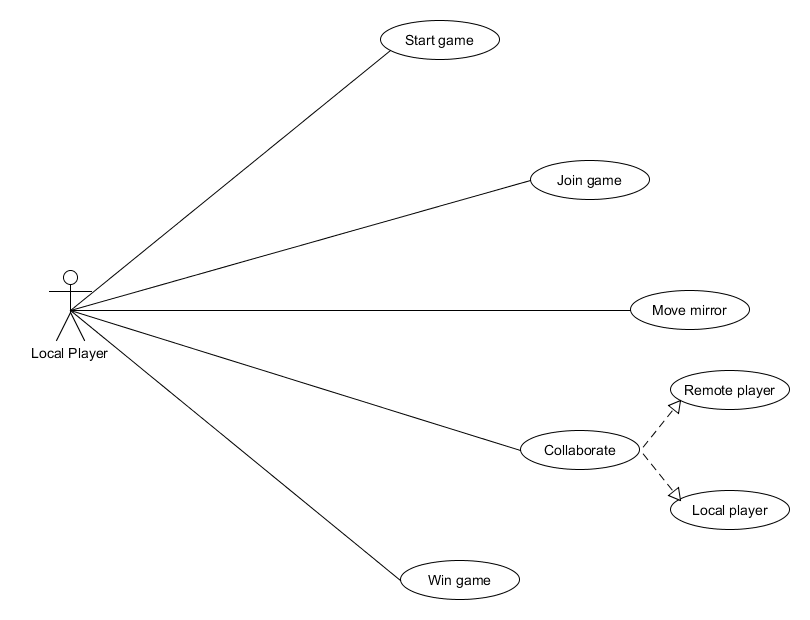 Start game
Join game
Local Player
Move mirror
Remote player
Collaborate
Local player
Win game